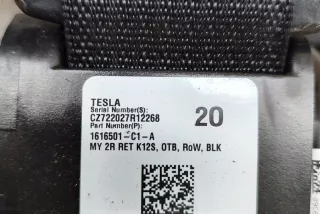 TESLA
Serial Number(S):
CZ722027R12268
20
Part Number(P):
1616501-C1-A
MY 2R RET K12S, OTB, RoW, BLK